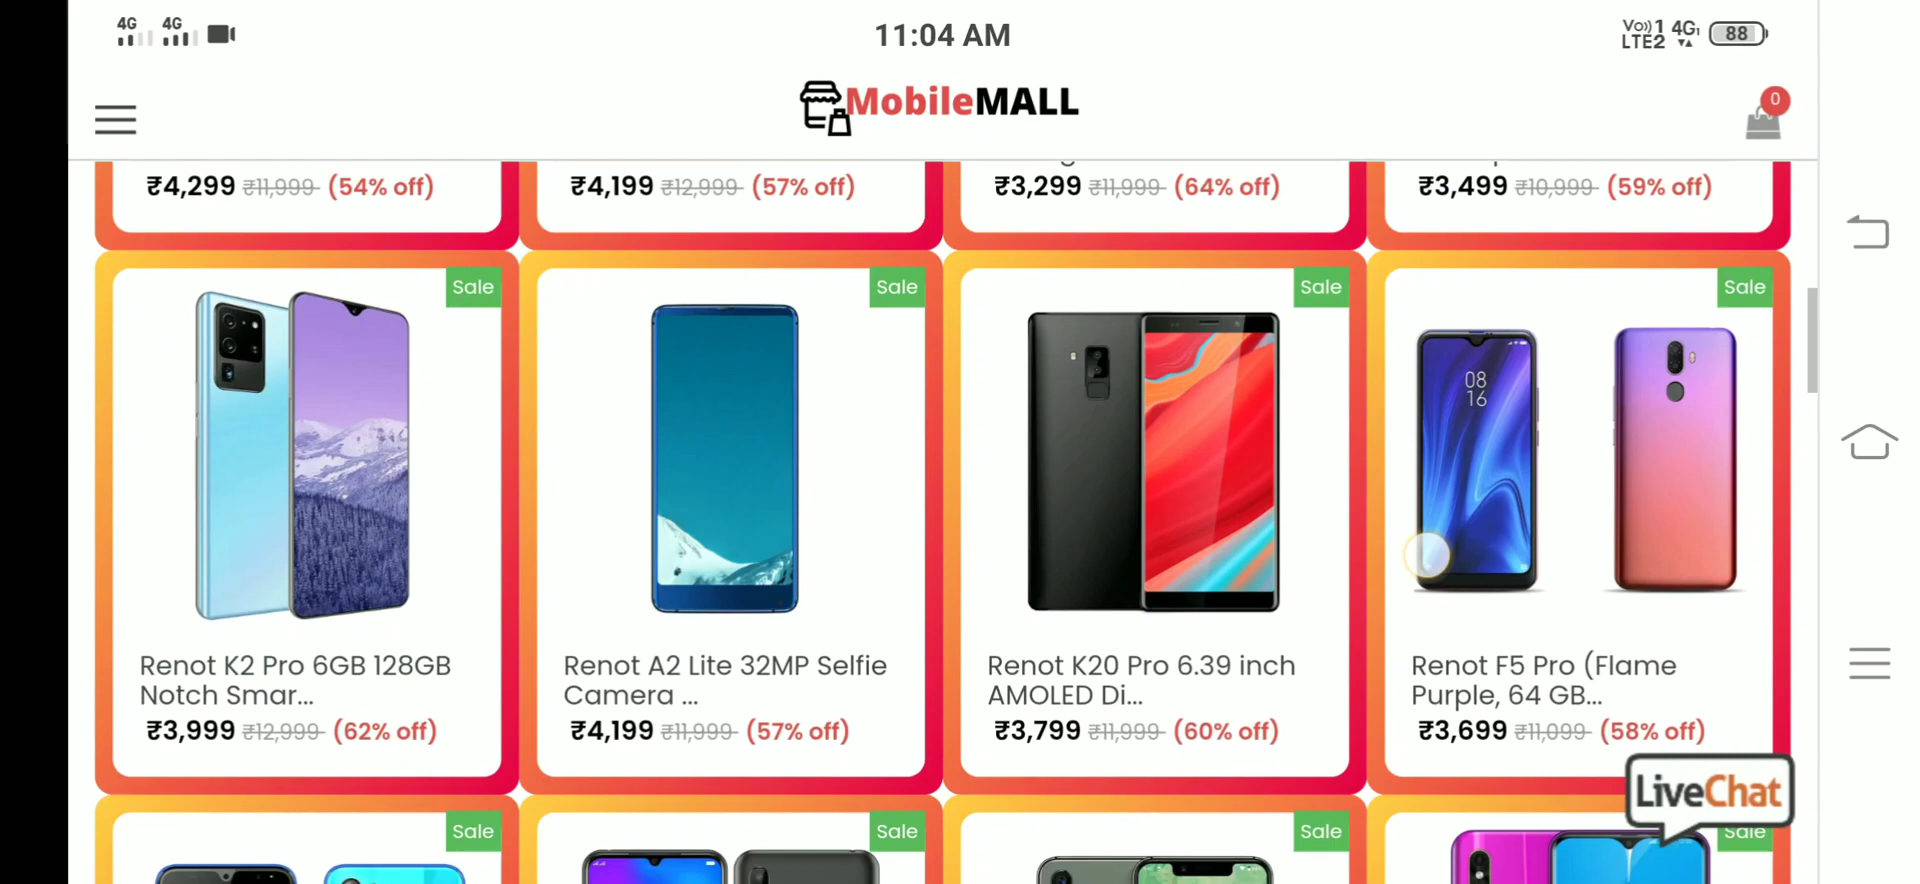 4G 4G
11:04 AM
Vo)) 1 4G1
LTE2
88
MobileMALL
0
₹4,299 ₹11,999 (54% off)
₹4,199 ₹12,999 (57% off)
₹3,299 ₹11,999 (64% off)
₹3,499 ₹10,999 (59% off)
Sale
Sale
Sale
Sale
08
16
Renot K2 Pro 6GB 128GB
Notch Smar...
₹3,999 ₹12,999 (62% off)
Renot A2 Lite 32MP Selfie
Camera ...
₹4,199 ₹11,999 (57% off)
Renot K20 Pro 6.39 inch
AMOLED Di...
₹3,799 ₹11,999 (60% off)
Renot F5 Pro (Flame
Purple, 64 GB...
₹3,699 ₹11,099 (58% off)
LiveChat
Sale
Sale
Sale
Sale